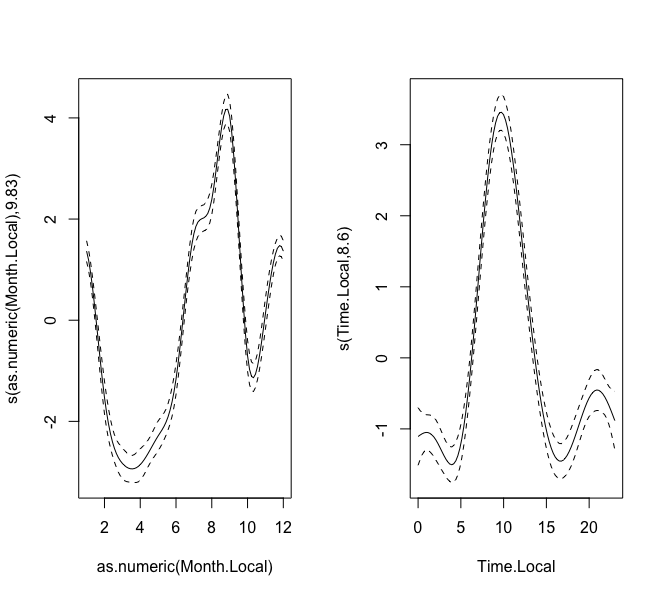 s(as.numeric(Month.Local),9.83)
4
2
0
-2
2 4 6 8 10 12
as.numeric(Month.Local)
s(Time.Local,8.6)
3
2
1
0
-1
0 5 10 15 20
Time.Local